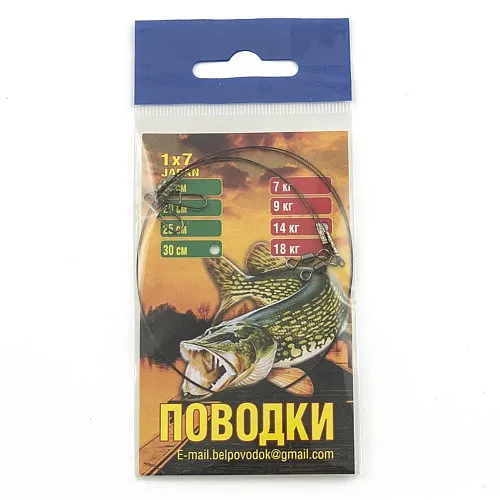 1x7
JAPAN
см 7 кг
20 см 9 кг
25 см 14 кг
30 см 18 кг
ПОВОДКИ
E-mail.belpovodok@gmail.com